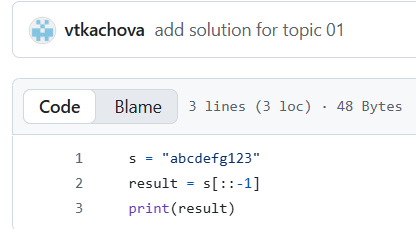 vtkachova add solution for topic 01
Code Blame 3 lines (3 loc) · 48 Bytes
1 s = "abcdefg123"
2 result = s[::-1]
3 print(result)